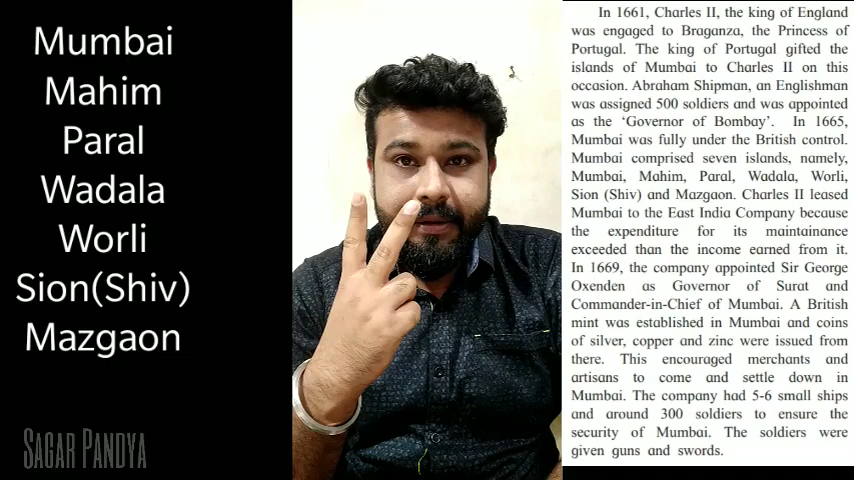 Mumbai
Mahim
Paral
Wadala
Worli
Sion(Shiv)
Mazgaon
SAGAR PANDYA
In 1661, Charles II, the king of England
was engaged to Braganza, the Princess of
Portugal. The king of Portugal gifted the
islands of Mumbai to Charles II on this
occasion. Abraham Shipman, an Englishman
was assigned 500 soldiers and was appointed
as the ‘Governor of Bombay’. In 1665,
Mumbai was fully under the British control.
Mumbai comprised seven islands, namely,
Mumbai, Mahim, Paral, Wadala, Worli,
Sion (Shiv) and Mazgaon. Charles II leased
Mumbai to the East India Company because
the expenditure for its maintainance
exceeded than the income earned from it.
In 1669, the company appointed Sir George
Oxenden as Governor of Surat and
Commander-in-Chief of Mumbai. A British
mint was established in Mumbai and coins
of silver, copper and zinc were issued from
there. This encouraged merchants and
artisans to come and settle down in
Mumbai. The company had 5-6 small ships
and around 300 soldiers to ensure the
security of Mumbai. The soldiers were
given guns and swords.